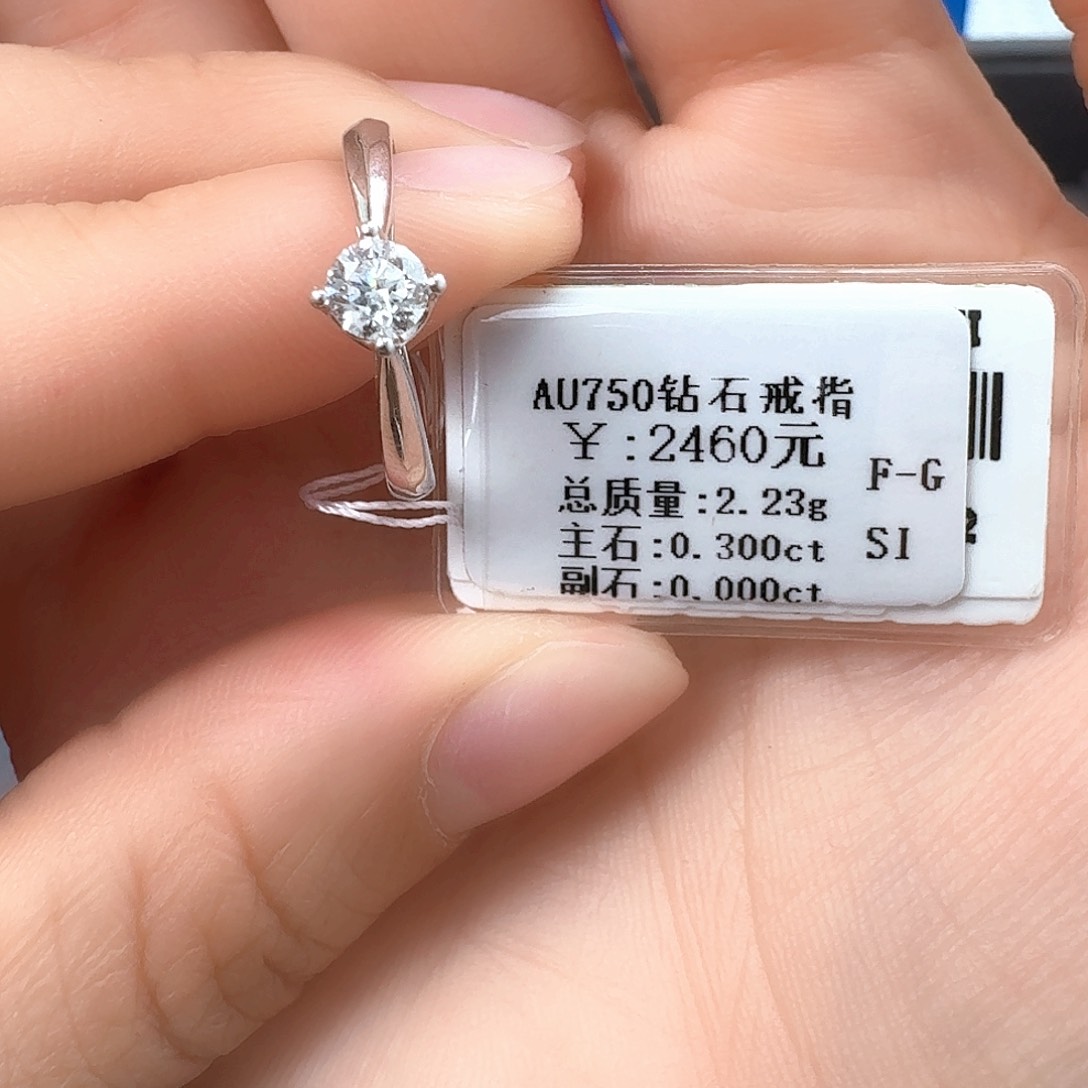 AU750钻石戒指
￥:2460元
总质量:2.23g
主石:0.300ct
副石:0.000ct
F-G
SI